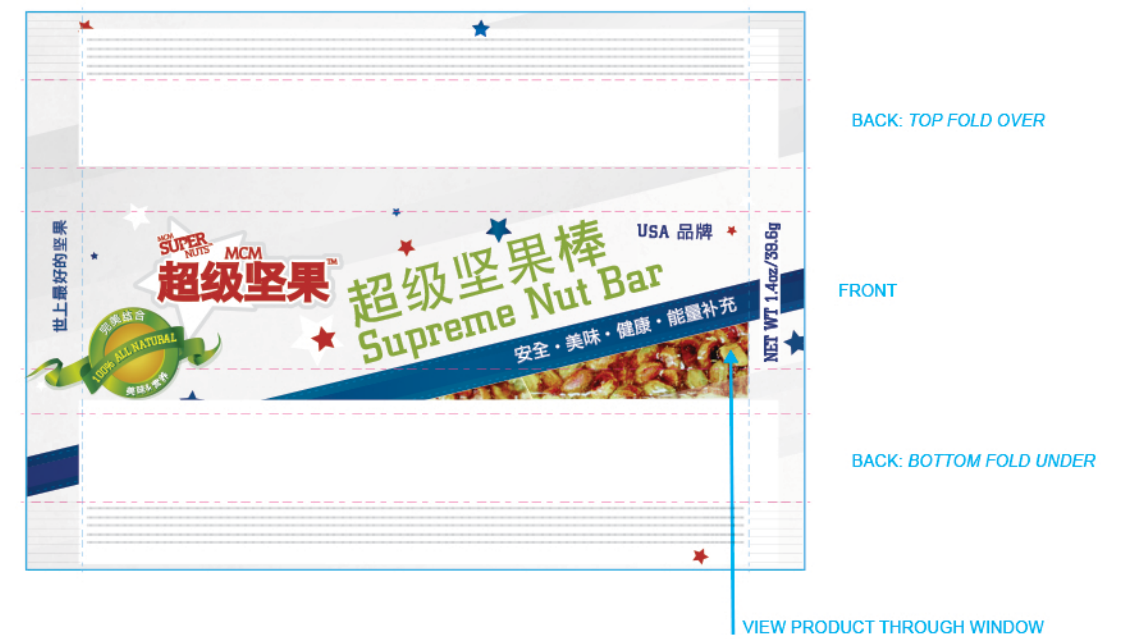 BACK: TOP FOLD OVER
世上最好的坚果
MCM
SUPER
NUTS™
MCM
超级坚果™
超级坚果棒
Supreme Nut Bar
USA 品牌
安全·美味·健康·能量补充
NET WT 1.4oz/39.6g
FRONT
完美结合
100% ALL NATURAL
美味&营养
BACK: BOTTOM FOLD UNDER
VIEW PRODUCT THROUGH WINDOW